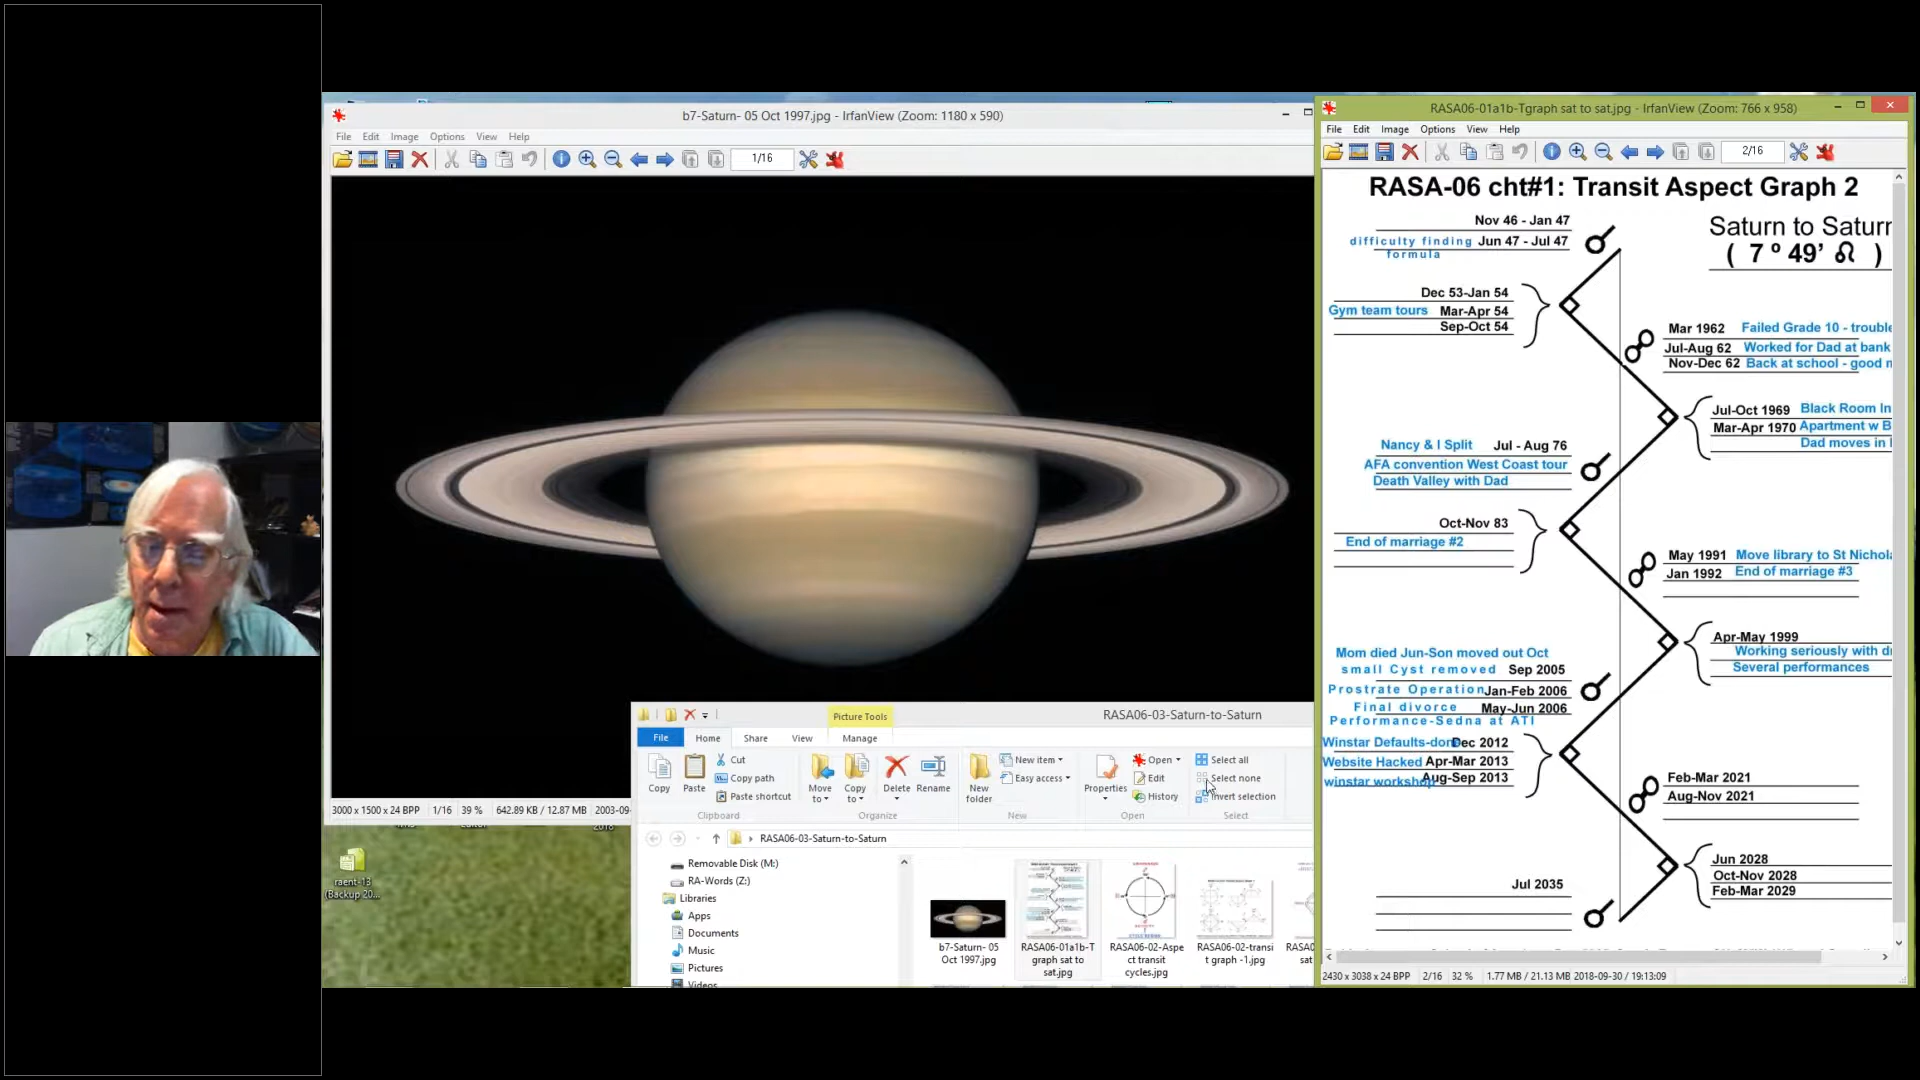 b7-Saturn- 05 Oct 1997.jpg - IrfanView (Zoom: 1180 x 590)
File Edit Image Options View Help
1/16
3000 x 1500 x 24 BPP 1/16 39 % 642.89 KB / 12.87 MB 2003-09-
raent-13
(Backup 20...
2018
Picture Tools
RASA06-03-Saturn-to-Saturn
File Home Share View Manage
Copy
Paste
Cut
Copy path
Paste shortcut
Clipboard
Move
to
Copy
to
Delete
Rename
Organize
New
folder
New item
Easy access
New
Properties
Open
Edit
History
Open
Select all
Select none
Invert selection
Select
RASA06-03-Saturn-to-Saturn
Removable Disk (M:)
RA-Words (Z:)
Libraries
Apps
Documents
Music
Pictures
Videos
b7-Saturn- 05
Oct 1997.jpg
RASA06-01a1b-T
graph sat to
sat.jpg
RASA06-02-Aspe
ct transit
cycles.jpg
RASA06-02-transi
t graph -1.jpg
RASA0
sat
RASA06-01a1b-Tgraph sat to sat.jpg - IrfanView (Zoom: 766 x 958)
File Edit Image Options View Help
2/16
RASA-06 cht#1: Transit Aspect Graph 2
Saturn to Saturn
( 7 º 49’ ♌ )
Nov 46 - Jan 47
difficulty finding Jun 47 - Jul 47
formula
Dec 53-Jan 54
Gym team tours Mar-Apr 54
Sep-Oct 54
Mar 1962 Failed Grade 10 - trouble
Jul-Aug 62 Worked for Dad at bank
Nov-Dec 62 Back at school - good
Jul-Oct 1969 Black Room In
Mar-Apr 1970 Apartment w B
Dad moves in
Nancy & I Split Jul - Aug 76
AFA convention West Coast tour
Death Valley with Dad
Oct-Nov 83
End of marriage #2
May 1991 Move library to St Nichol
Jan 1992 End of marriage #3
Apr-May 1999
Working seriously with
Several performances
Mom died Jun-Son moved out Oct
small Cyst removed Sep 2005
Prostrate Operation Jan-Feb 2006
Final divorce May-Jun 2006
Performance-Sedna at ATI
Winstar Defaults-done Dec 2012
Website Hacked Apr-Mar 2013
winstar workshop Aug-Sep 2013
Feb-Mar 2021
Aug-Nov 2021
Jun 2028
Oct-Nov 2028
Feb-Mar 2029
Jul 2035
2430 x 3038 x 24 BPP 2/16 32 % 1.77 MB / 21.13 MB 2018-09-30 / 19:13:09